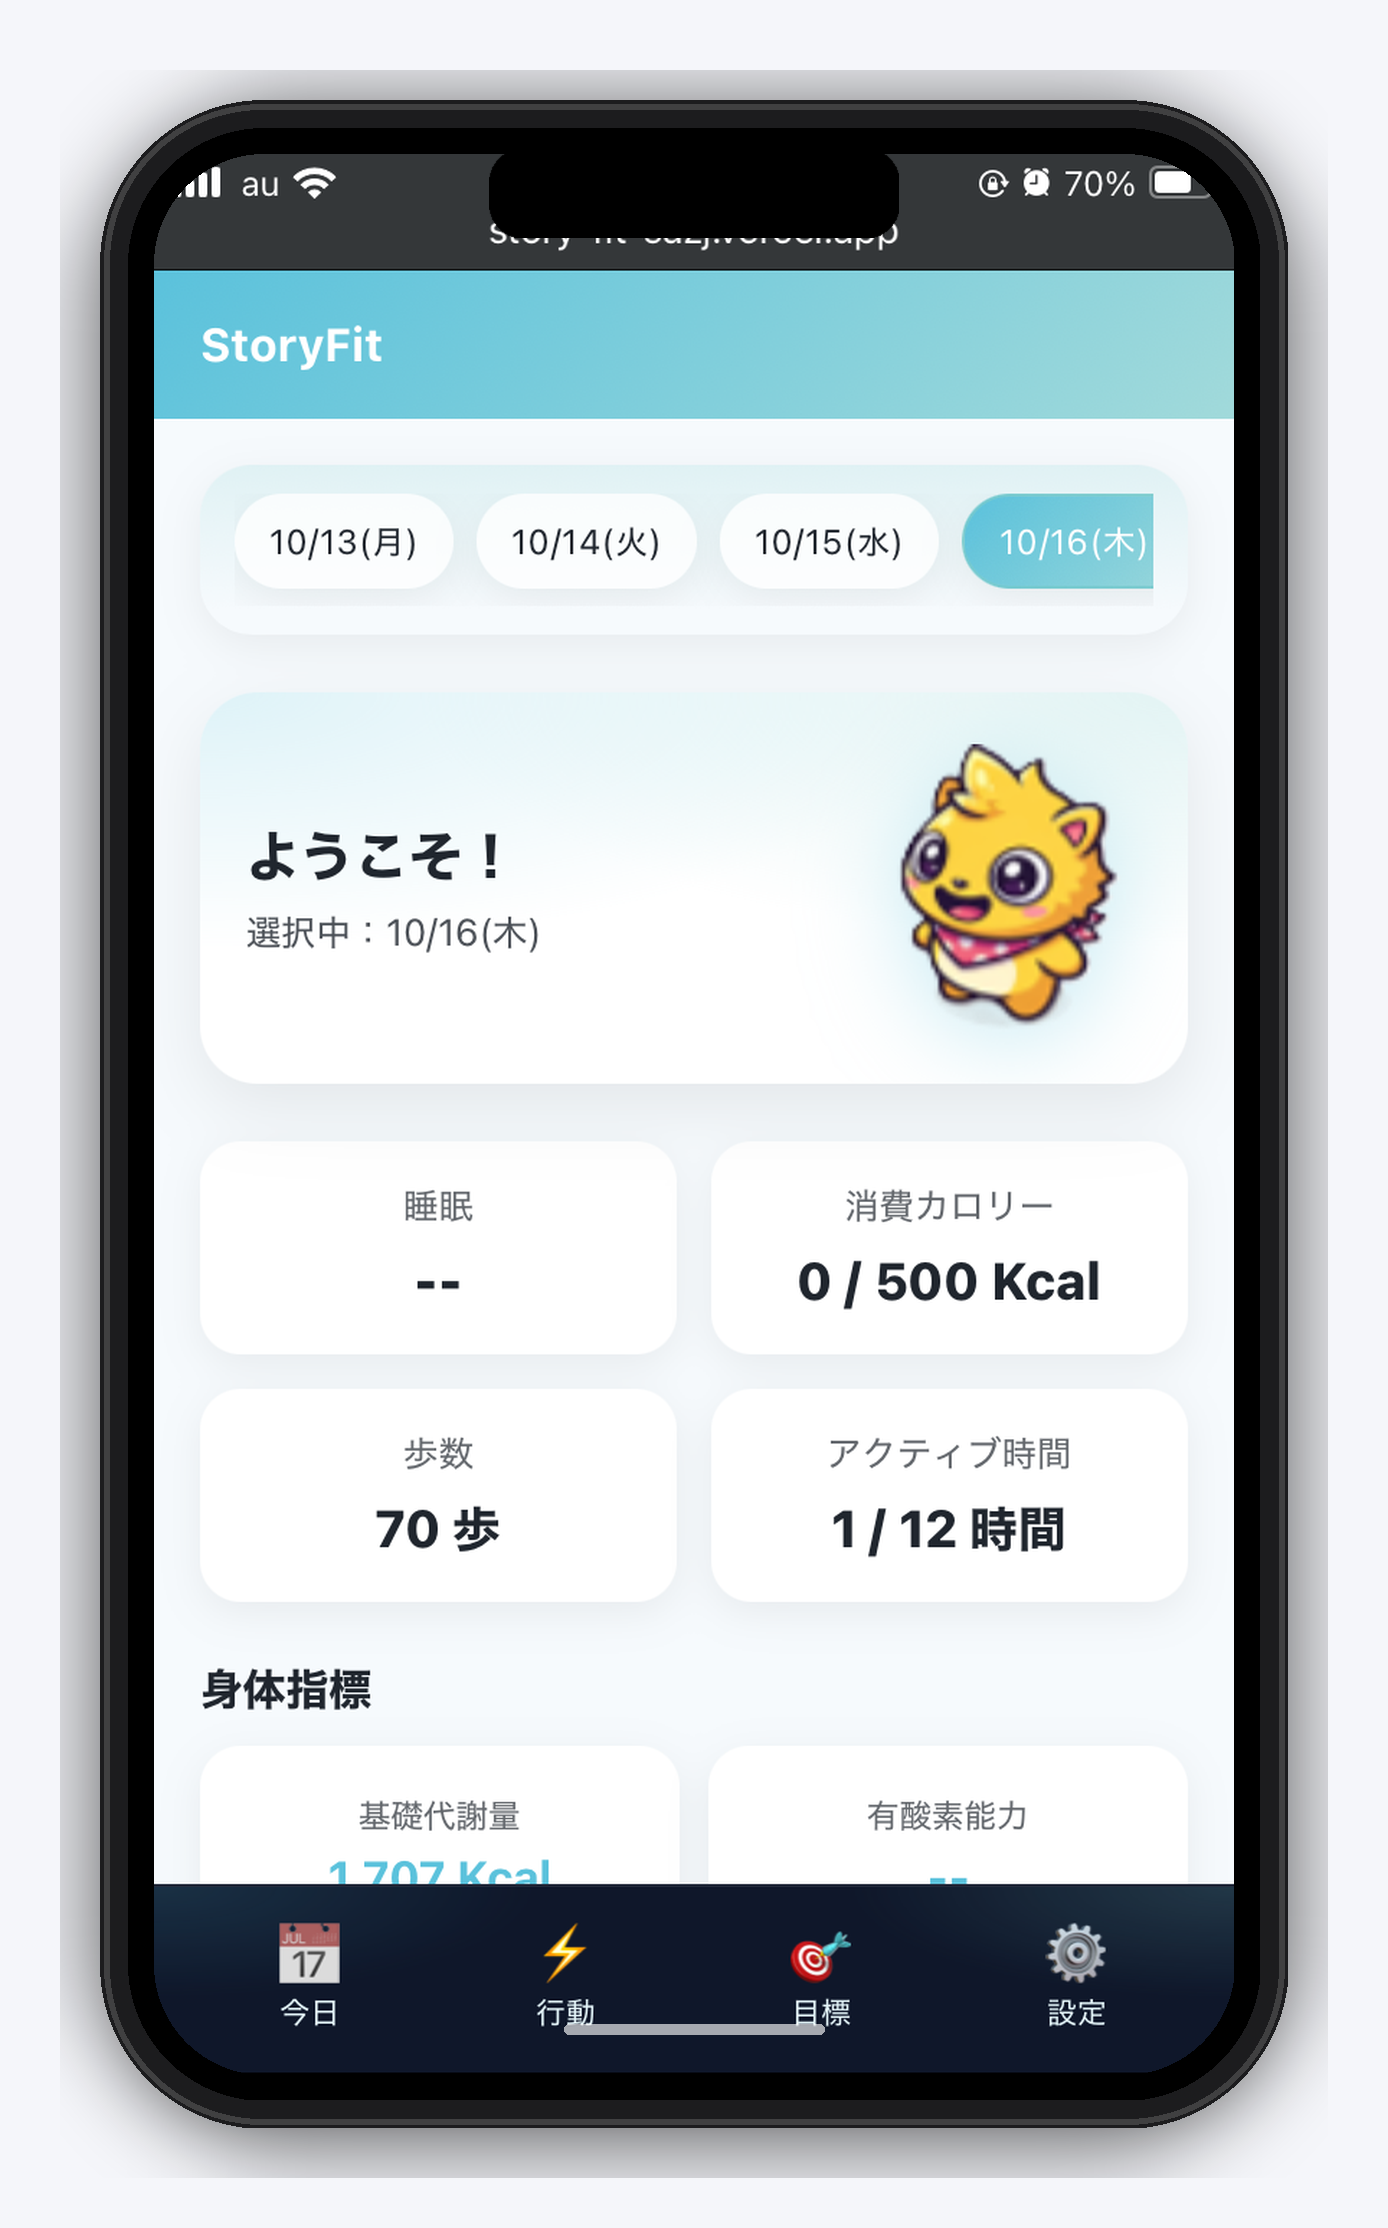 au 70%
StoryFit
10/13(月) 10/14(火) 10/15(水) 10/16(木)
ようこそ！
選択中：10/16(木)
睡眠 消費カロリー
-- 0 / 500 Kcal
歩数 アクティブ時間
70 歩 1 / 12 時間
身体指標
基礎代謝量 有酸素能力
1,707 Kcal --
JUL
17
今日 行動 目標 設定